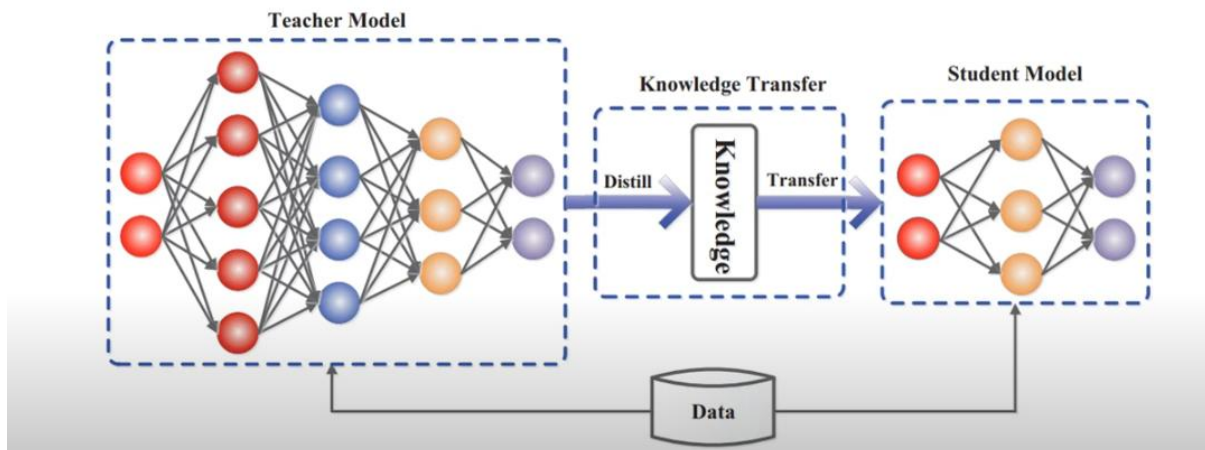 Teacher Model
Knowledge Transfer
Student Model
Distill
Knowledge
Transfer
Data